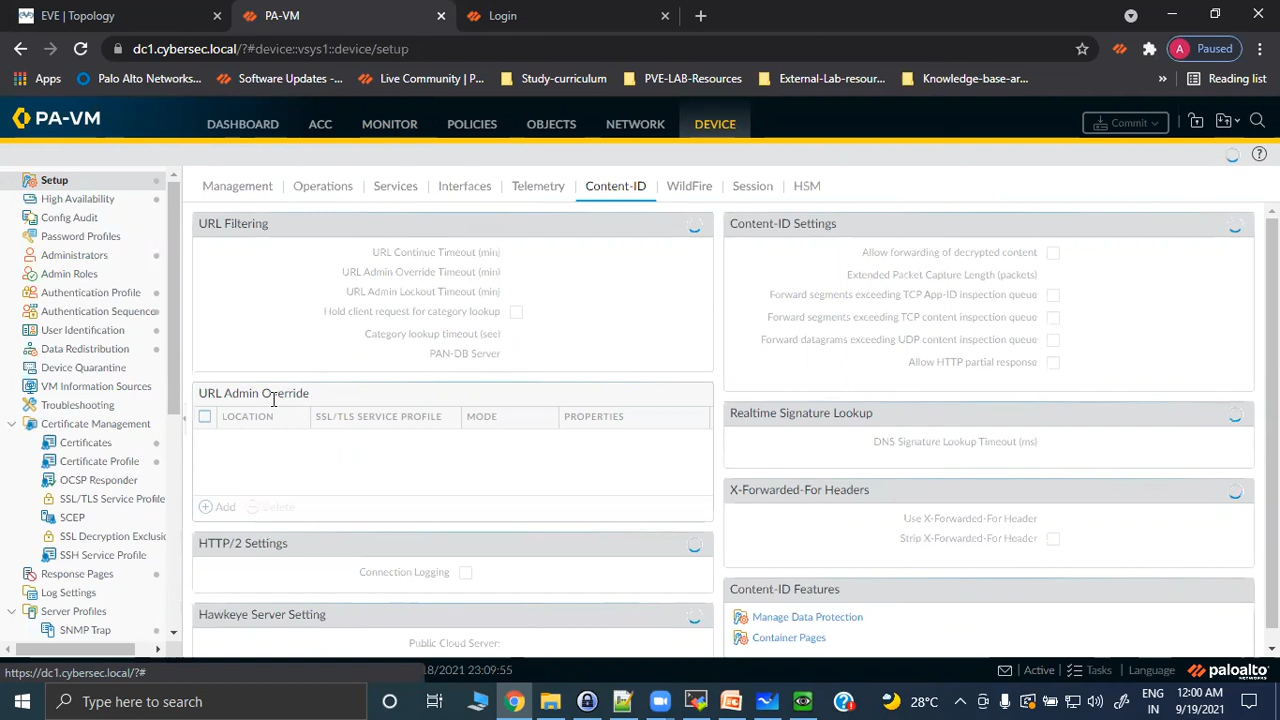 EVE | Topology
PA-VM
Login
dc1.cybersec.local/?#device::vsys1::device/setup
A Paused
Apps
Palo Alto Networks...
Software Updates -...
Live Community | P...
Study-curriculum
PVE-LAB-Resources
External-Lab-resour...
Knowledge-base-ar...
Reading list
PA-VM
DASHBOARD
ACC
MONITOR
POLICIES
OBJECTS
NETWORK
DEVICE
Commit
Setup
High Availability
Config Audit
Password Profiles
Administrators
Admin Roles
Authentication Profile
Authentication Sequence
User Identification
Data Redistribution
Device Quarantine
VM Information Sources
Troubleshooting
Certificate Management
Certificates
Certificate Profile
OCSP Responder
SSL/TLS Service Profile
SCEP
SSL Decryption Exclusio
SSH Service Profile
Response Pages
Log Settings
Server Profiles
SNMP Trap
Management
Operations
Services
Interfaces
Telemetry
Content-ID
WildFire
Session
HSM
URL Filtering
URL Continue Timeout (min)
URL Admin Override Timeout (min)
URL Admin Lockout Timeout (min)
Hold client request for category lookup
Category lookup timeout (sec)
PAN-DB Server
URL Admin Override
LOCATION
SSL/TLS SERVICE PROFILE
MODE
PROPERTIES
Add
Delete
HTTP/2 Settings
Connection Logging
Hawkeye Server Setting
Public Cloud Server:
Content-ID Settings
Allow forwarding of decrypted content
Extended Packet Capture Length (packets)
Forward segments exceeding TCP App-ID inspection queue
Forward segments exceeding TCP content inspection queue
Forward datagrams exceeding UDP content inspection queue
Allow HTTP partial response
Realtime Signature Lookup
DNS Signature Lookup Timeout (ms)
X-Forwarded-For Headers
Use X-Forwarded-For Header
Strip X-Forwarded-For Header
Content-ID Features
Manage Data Protection
Container Pages
https://dc1.cybersec.local/?#
18/2021 23:09:55
Active
Tasks
Language
paloalto
NETWORKS
Type here to search
28°C
ENG
IN
12:00 AM
9/19/2021